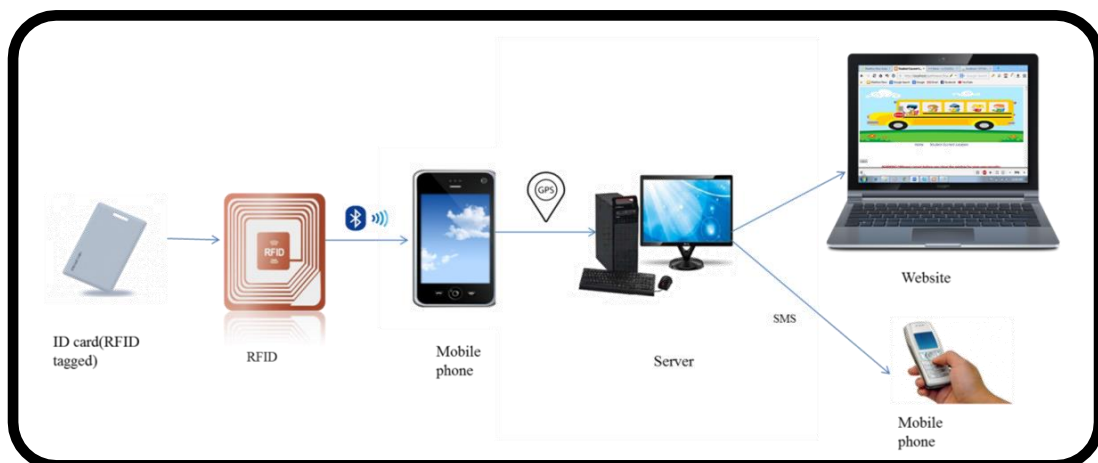 GPS
RFID
ID card(RFID
tagged)
RFID
Mobile
phone
Server
SMS
Website
Mobile
phone